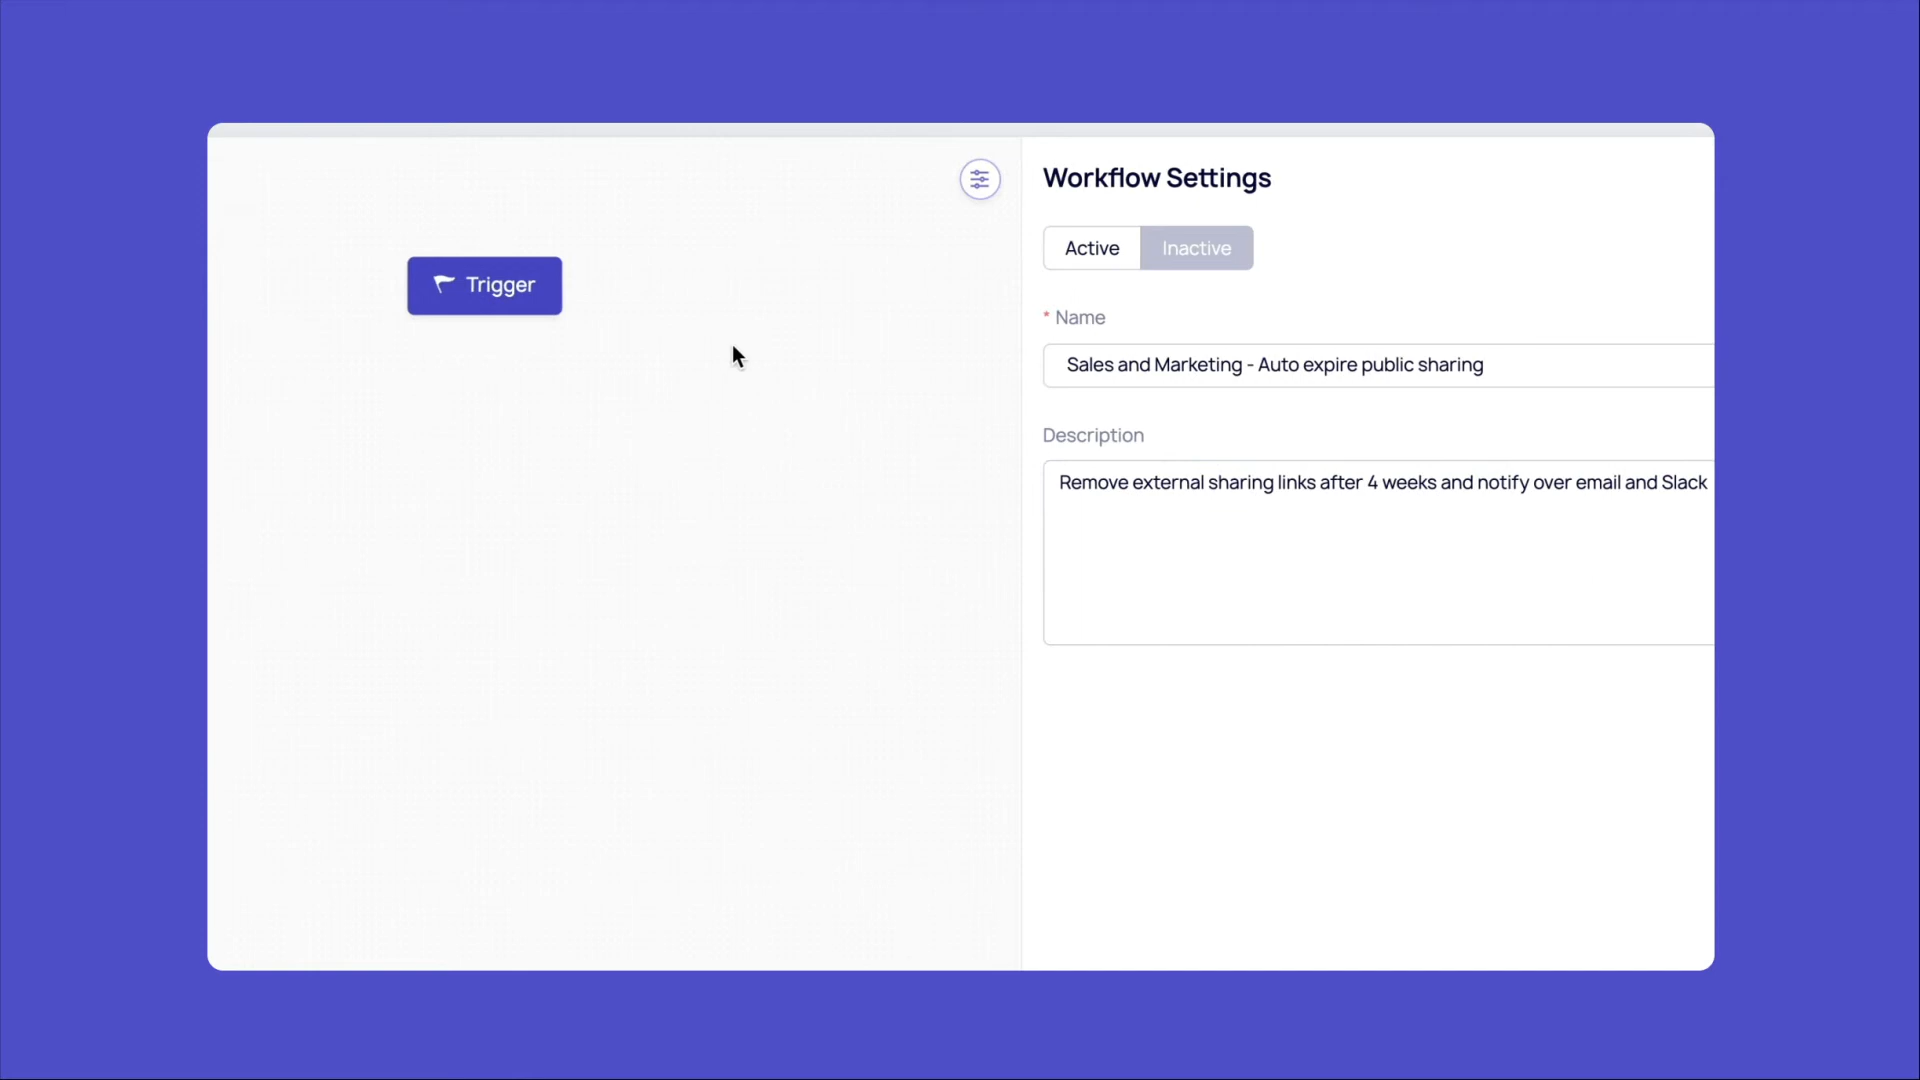 Trigger
Workflow Settings
Active
Inactive
* Name
Sales and Marketing - Auto expire public sharing
Description
Remove external sharing links after 4 weeks and notify over email and Slack